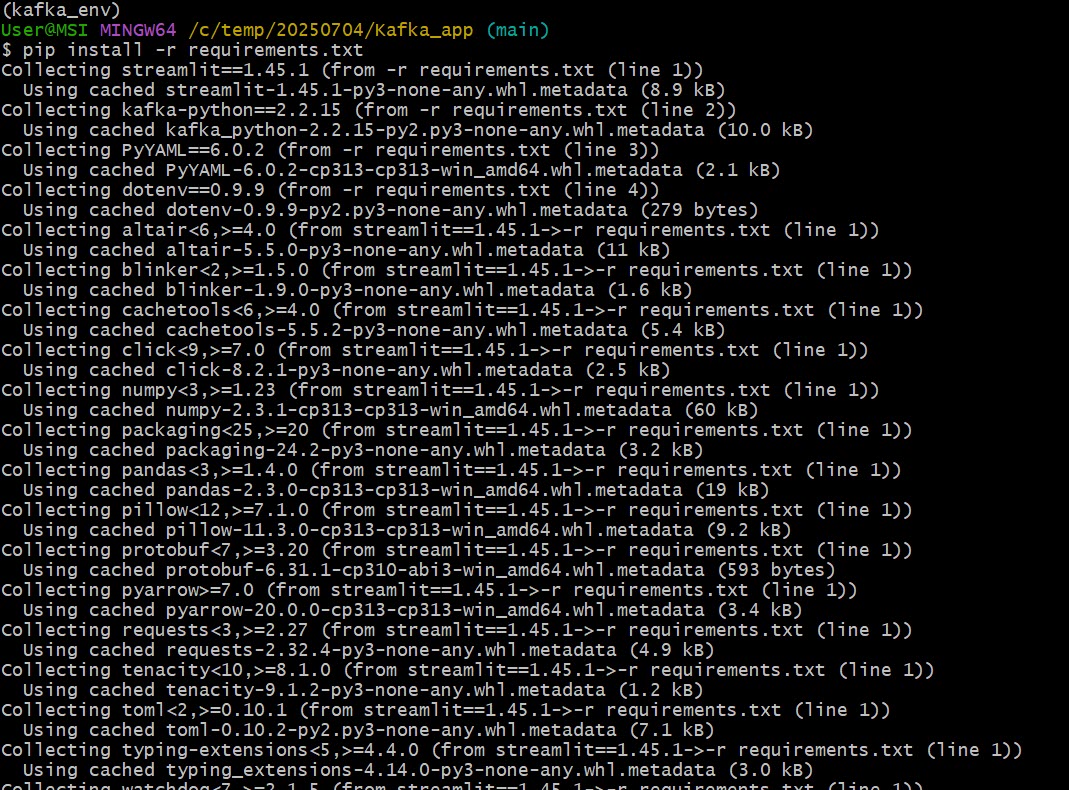 (kafka_env)
User@MSI MINGW64 /c/temp/20250704/Kafka_app (main)
$ pip install -r requirements.txt
Collecting streamlit==1.45.1 (from -r requirements.txt (line 1))
  Using cached streamlit-1.45.1-py3-none-any.whl.metadata (8.9 kB)
Collecting kafka-python==2.2.15 (from -r requirements.txt (line 2))
  Using cached kafka_python-2.2.15-py2.py3-none-any.whl.metadata (10.0 kB)
Collecting PyYAML==6.0.2 (from -r requirements.txt (line 3))
  Using cached PyYAML-6.0.2-cp313-cp313-win_amd64.whl.metadata (2.1 kB)
Collecting dotenv==0.9.9 (from -r requirements.txt (line 4))
  Using cached dotenv-0.9.9-py2.py3-none-any.whl.metadata (279 bytes)
Collecting altair<6,>=4.0 (from streamlit==1.45.1->-r requirements.txt (line 1))
  Using cached altair-5.5.0-py3-none-any.whl.metadata (11 kB)
Collecting blinker<2,>=1.5.0 (from streamlit==1.45.1->-r requirements.txt (line 1))
  Using cached blinker-1.9.0-py3-none-any.whl.metadata (1.6 kB)
Collecting cachetools<6,>=4.0 (from streamlit==1.45.1->-r requirements.txt (line 1))
  Using cached cachetools-5.5.2-py3-none-any.whl.metadata (5.4 kB)
Collecting click<9,>=7.0 (from streamlit==1.45.1->-r requirements.txt (line 1))
  Using cached click-8.2.1-py3-none-any.whl.metadata (2.5 kB)
Collecting numpy<3,>=1.23 (from streamlit==1.45.1->-r requirements.txt (line 1))
  Using cached numpy-2.3.1-cp313-cp313-win_amd64.whl.metadata (60 kB)
Collecting packaging<25,>=20 (from streamlit==1.45.1->-r requirements.txt (line 1))
  Using cached packaging-24.2-py3-none-any.whl.metadata (3.2 kB)
Collecting pandas<3,>=1.4.0 (from streamlit==1.45.1->-r requirements.txt (line 1))
  Using cached pandas-2.3.0-cp313-cp313-win_amd64.whl.metadata (19 kB)
Collecting pillow<12,>=7.1.0 (from streamlit==1.45.1->-r requirements.txt (line 1))
  Using cached pillow-11.3.0-cp313-cp313-win_amd64.whl.metadata (9.2 kB)
Collecting protobuf<7,>=3.20 (from streamlit==1.45.1->-r requirements.txt (line 1))
  Using cached protobuf-6.31.1-cp310-abi3-win_amd64.whl.metadata (593 bytes)
Collecting pyarrow>=7.0 (from streamlit==1.45.1->-r requirements.txt (line 1))
  Using cached pyarrow-20.0.0-cp313-cp313-win_amd64.whl.metadata (3.4 kB)
Collecting requests<3,>=2.27 (from streamlit==1.45.1->-r requirements.txt (line 1))
  Using cached requests-2.32.4-py3-none-any.whl.metadata (4.9 kB)
Collecting tenacity<10,>=8.1.0 (from streamlit==1.45.1->-r requirements.txt (line 1))
  Using cached tenacity-9.1.2-py3-none-any.whl.metadata (1.2 kB)
Collecting toml<2,>=0.10.1 (from streamlit==1.45.1->-r requirements.txt (line 1))
  Using cached toml-0.10.2-py2.py3-none-any.whl.metadata (7.1 kB)
Collecting typing-extensions<5,>=4.4.0 (from streamlit==1.45.1->-r requirements.txt (line 1))
  Using cached typing_extensions-4.14.0-py3-none-any.whl.metadata (3.0 kB)
Collecting watchdog<7,>=2.1.5 (from streamlit==1.45.1->-r requirements.txt (line 1))